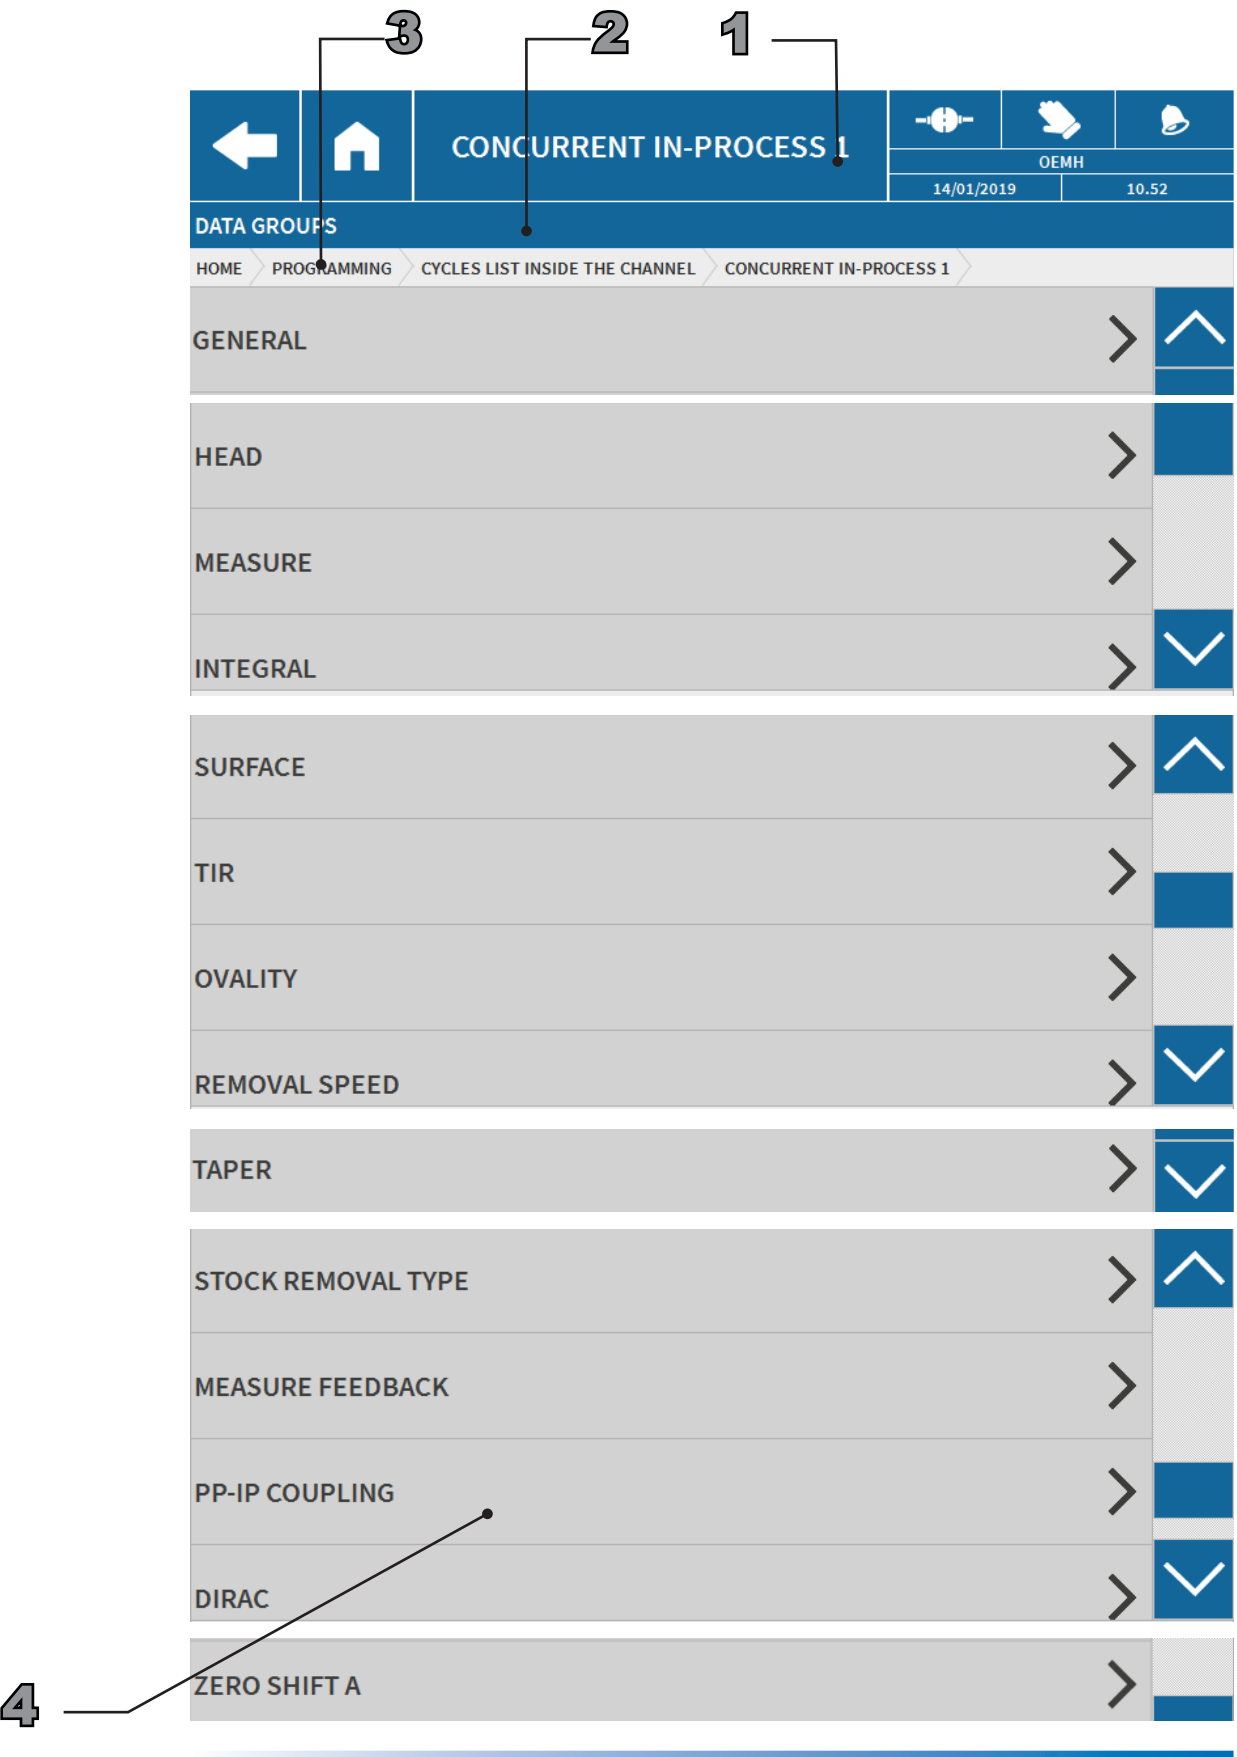 3 2 1
CONCURRENT IN-PROCESS 1
OEMH
14/01/2019 10.52
DATA GROUPS
HOME PROGRAMMING CYCLES LIST INSIDE THE CHANNEL CONCURRENT IN-PROCESS 1
GENERAL
HEAD
MEASURE
INTEGRAL
SURFACE
TIR
OVALITY
REMOVAL SPEED
TAPER
STOCK REMOVAL TYPE
MEASURE FEEDBACK
PP-IP COUPLING
DIRAC
ZERO SHIFT A
4